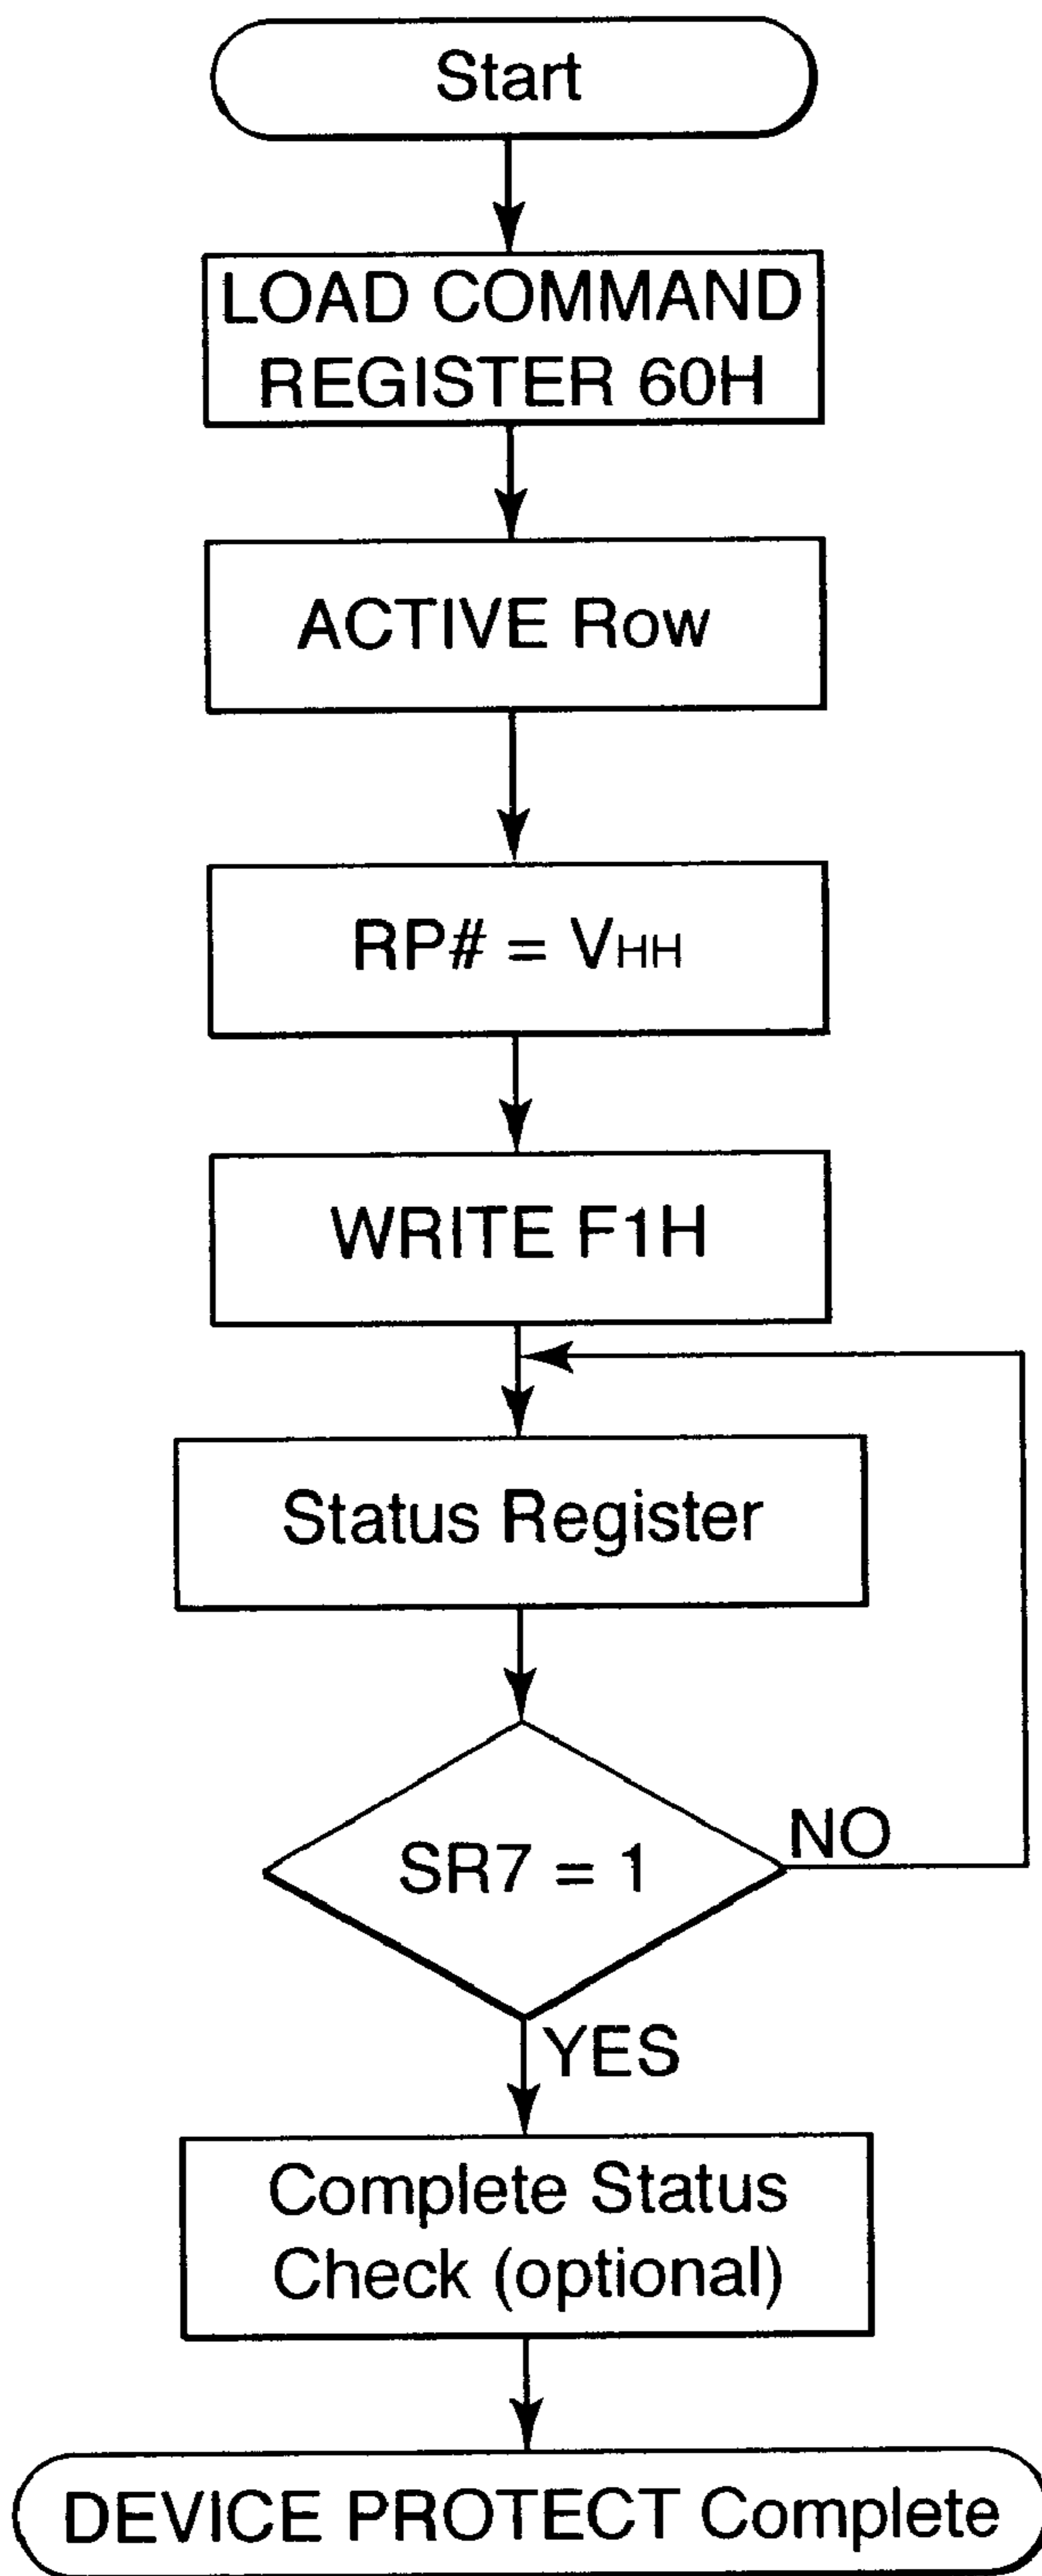 Start
LOAD COMMAND
REGISTER 60H
ACTIVE Row
RP# = VHH
WRITE F1H
Status Register
SR7 = 1
NO
YES
Complete Status
Check (optional)
DEVICE PROTECT Complete